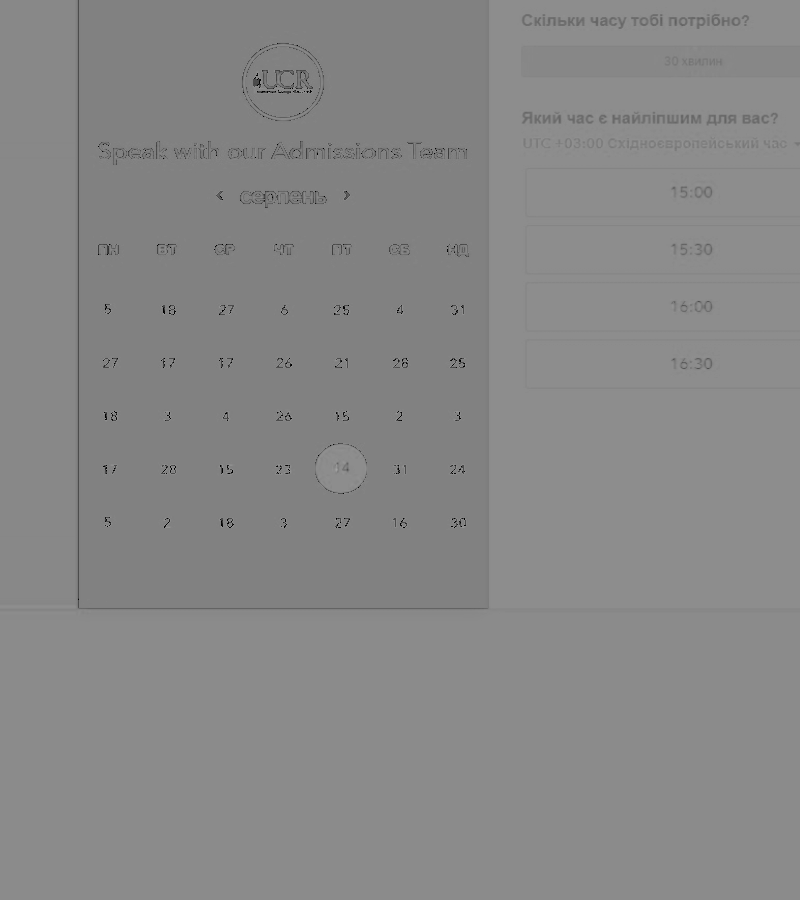 UCR
Speak with our Admissions Team
‹ серпень ›
ПН ВТ СР ЧТ ПТ СБ НД
5 18 27 6 25 4 31
27 17 17 26 21 28 25
18 3 4 26 15 2 3
17 28 15 23 14 31 24
5 2 18 3 27 16 30
Скільки часу тобі потрібно?
30 хвилин
Який час є найліпшим для вас?
UTC +03:00 Східноєвропейський час
15:00
15:30
16:00
16:30